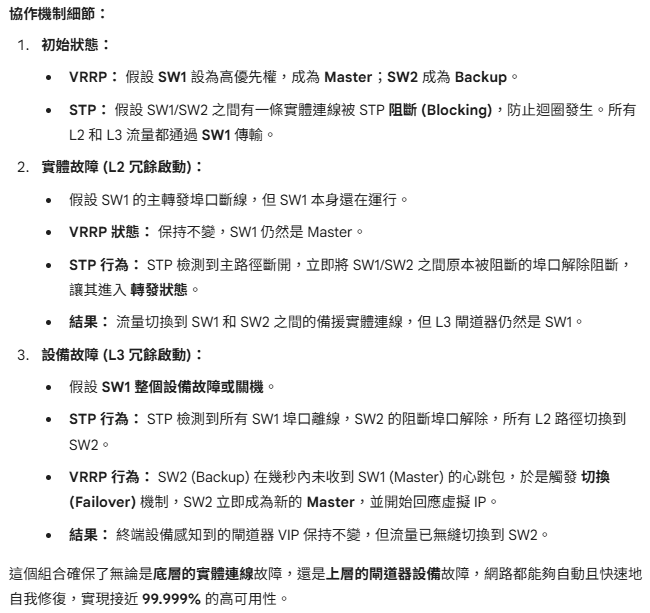 協作機制細節：
1. 初始狀態：
• VRRP： 假設 SW1 設為高優先權，成為 Master；SW2 成為 Backup。
• STP： 假設 SW1/SW2 之間有一條實體連線被 STP 阻斷 (Blocking)，防止迴圈發生。所有
L2 和 L3 流量都通過 SW1 傳輸。
2. 實體故障 (L2 冗餘啟動)：
• 假設 SW1 的主轉發埠口斷線，但 SW1 本身還在運行。
• VRRP 狀態： 保持不變，SW1 仍然是 Master。
• STP 行為： STP 檢測到主路徑斷開，立即將 SW1/SW2 之間原本被阻斷的埠口解除阻斷，
讓其進入 轉發狀態。
• 結果： 流量切換到 SW1 和 SW2 之間的備援實體連線，但 L3 閘道器仍然是 SW1。
3. 設備故障 (L3 冗餘啟動)：
• 假設 SW1 整個設備故障或關機。
• STP 行為： STP 檢測到所有 SW1 埠口離線，SW2 的阻斷埠口解除，所有 L2 路徑切換到
SW2。
• VRRP 行為： SW2 (Backup) 在幾秒內未收到 SW1 (Master) 的心跳包，於是觸發 切換
(Failover) 機制，SW2 立即成為新的 Master，並開始回應虛擬 IP。
• 結果： 終端設備感知到的閘道器 VIP 保持不變，但流量已無縫切換到 SW2。
這個組合確保了無論是底層的實體連線故障，還是上層的閘道器設備故障，網路都能夠自動且快速地
自我修復，實現接近 99.999% 的高可用性。